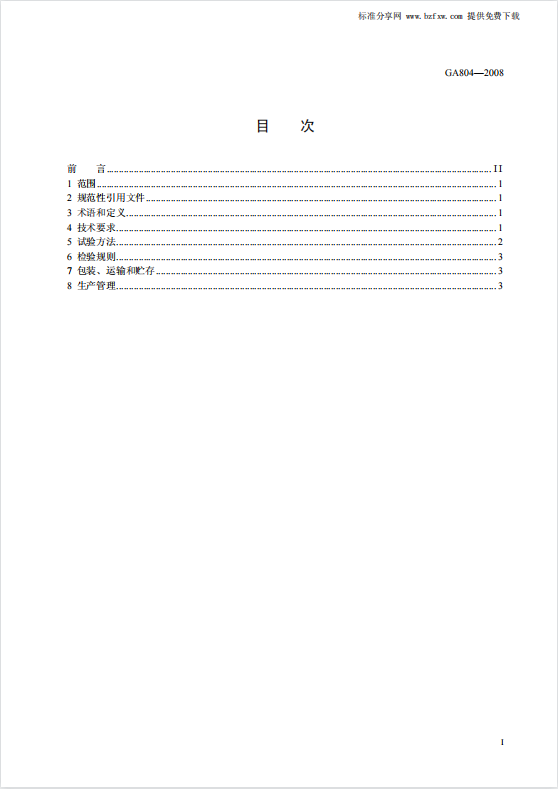 标准分享网 www.bzfxw.com 提供免费下载
GA804—2008
目 次
前 言 II
1 范围 1
2 规范性引用文件 1
3 术语和定义 1
4 技术要求 1
5 试验方法 2
6 检验规则 3
7 包装、运输和贮存 3
8 生产管理 3
I